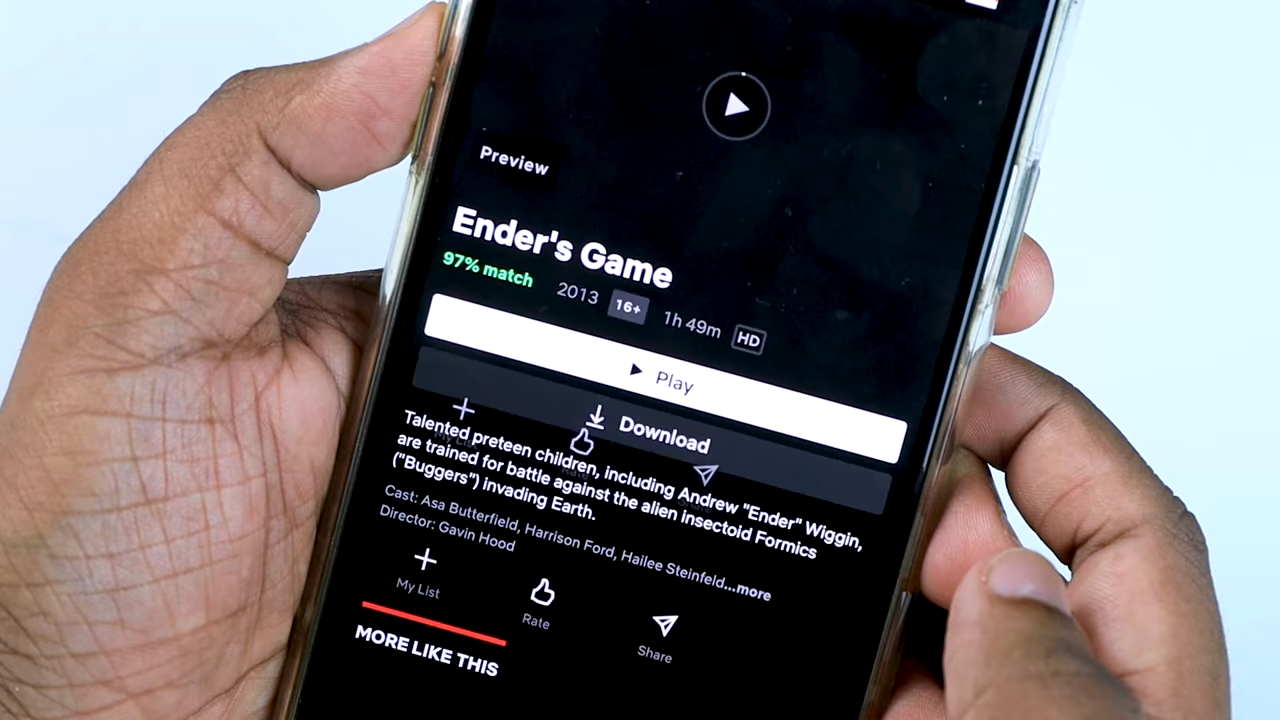 Preview
Ender's Game
97% match 2013 16+ 1h 49m HD
Play
Download
Talented preteen children, including Andrew "Ender" Wiggin,
are trained for battle against the alien insectoid Formics
("Buggers") invading Earth.
Cast: Asa Butterfield, Harrison Ford, Hailee Steinfeld...more
Director: Gavin Hood
My List
Rate
Share
MORE LIKE THIS